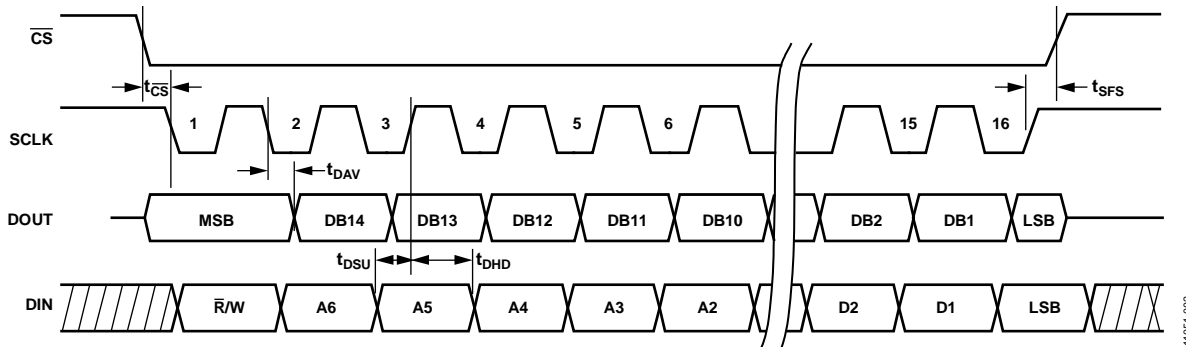 CS
tCS
tSFS
SCLK
1 2 3 4 5 6 15 16
tDAV
DOUT
MSB DB14 DB13 DB12 DB11 DB10 DB2 DB1 LSB
tDSU tDHD
DIN
R/W A6 A5 A4 A3 A2 D2 D1 LSB